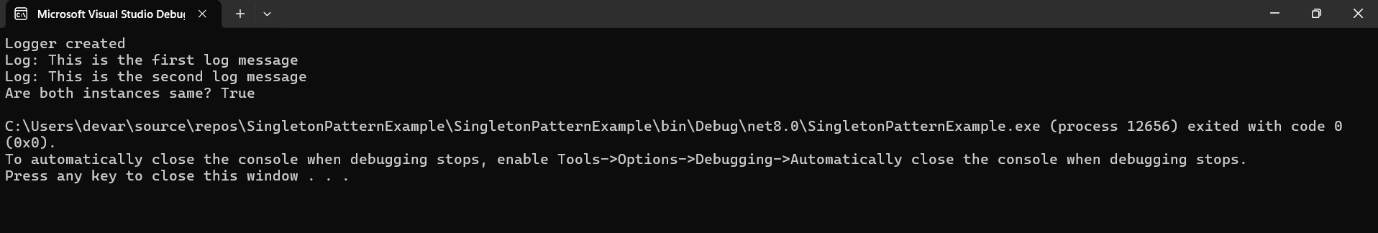 Microsoft Visual Studio Debu
Logger created
Log: This is the first log message
Log: This is the second log message
Are both instances same? True
C:\Users\devar\source\repos\SingletonPatternExample\SingletonPatternExample\bin\Debug\net8.0\SingletonPatternExample.exe (process 12656) exited with code 0
(0x0).
To automatically close the console when debugging stops, enable Tools->Options->Debugging->Automatically close the console when debugging stops.
Press any key to close this window . . .